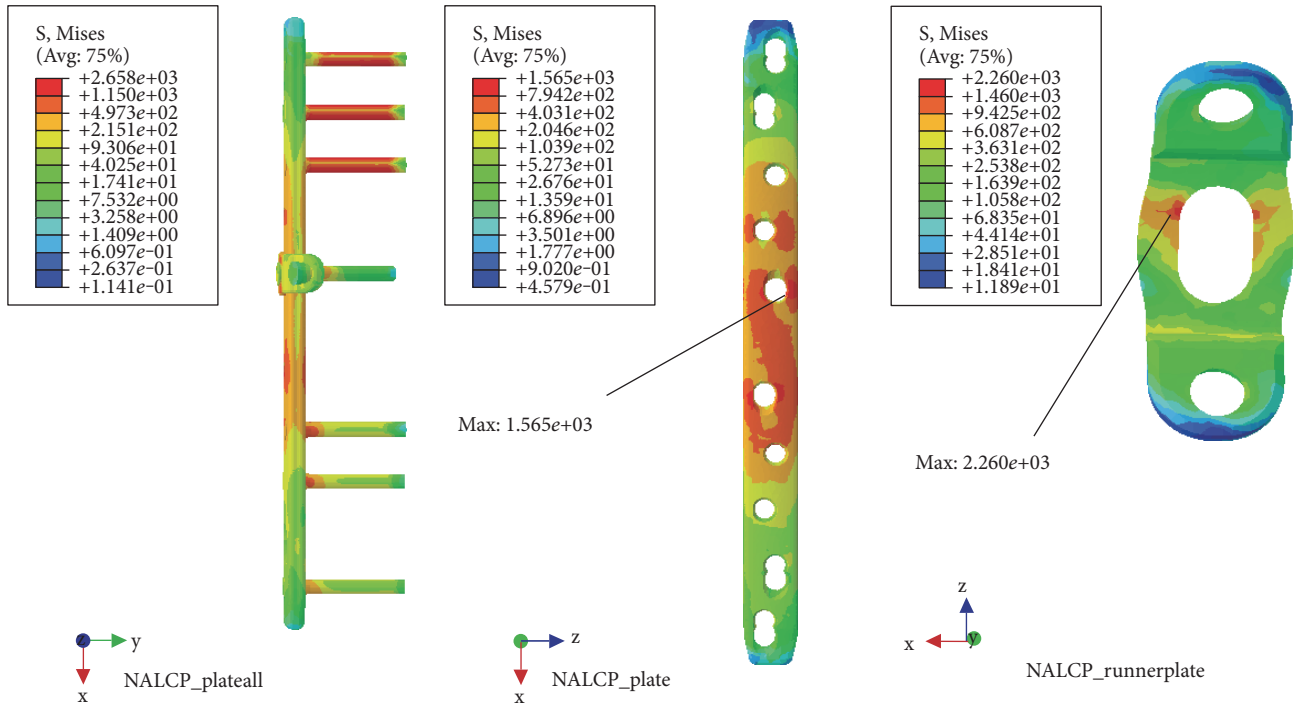 S, Mises
(Avg: 75%)
+2.658e+03
+1.150e+03
+4.973e+02
+2.151e+02
+9.306e+01
+4.025e+01
+1.741e+01
+7.532e+00
+3.258e+00
+1.409e+00
+6.097e−01
+2.637e−01
+1.141e−01
z
y
x
NALCP_plateall
S, Mises
(Avg: 75%)
+1.565e+03
+7.942e+02
+4.031e+02
+2.046e+02
+1.039e+02
+5.273e+01
+2.676e+01
+1.359e+01
+6.896e+00
+3.501e+00
+1.777e+00
+9.020e−01
+4.579e−01
Max: 1.565e+03
z
x
NALCP_plate
S, Mises
(Avg: 75%)
+2.260e+03
+1.460e+03
+9.425e+02
+6.087e+02
+3.631e+02
+2.538e+02
+1.639e+02
+1.058e+02
+6.835e+01
+4.414e+01
+2.851e+01
+1.841e+01
+1.189e+01
Max: 2.260e+03
z
x
y
NALCP_runnerplate